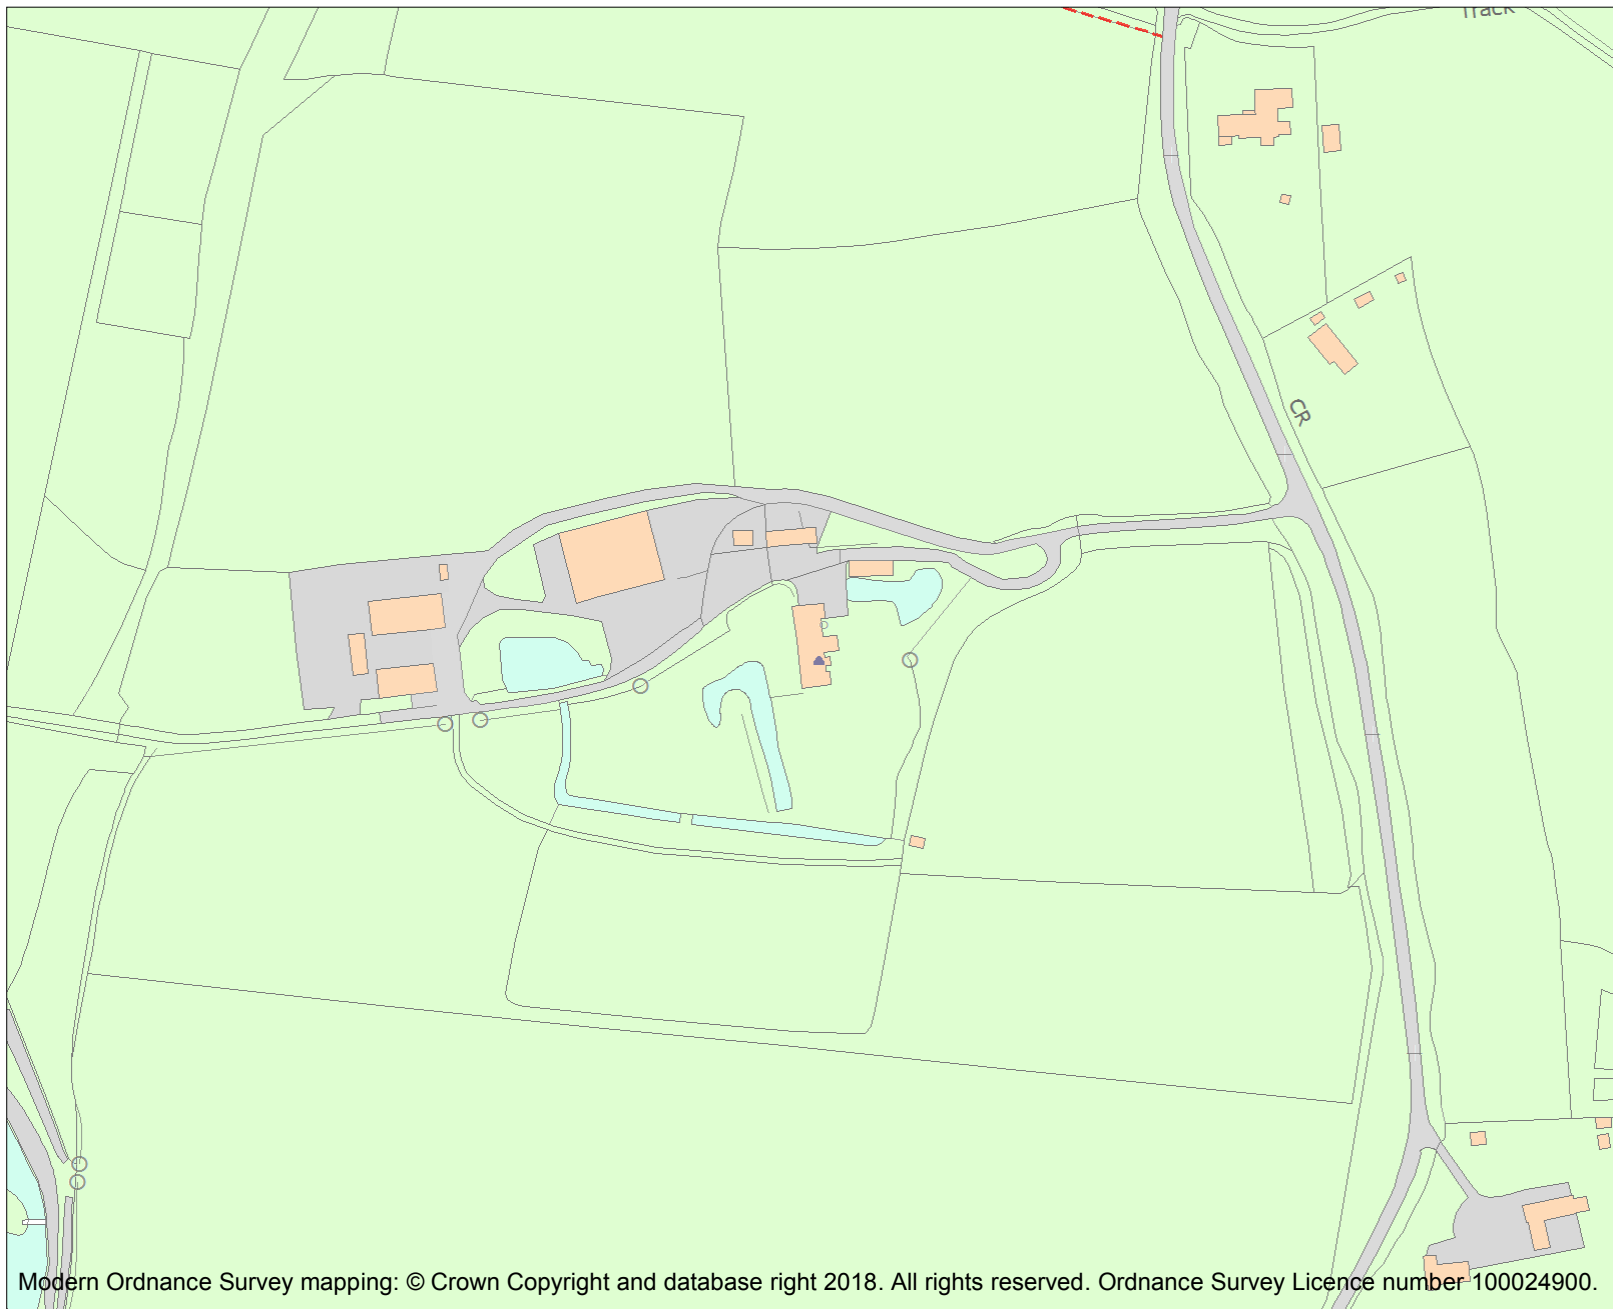 Track
CR
Modern Ordnance Survey mapping: © Crown Copyright and database right 2018. All rights reserved. Ordnance Survey Licence number 100024900.